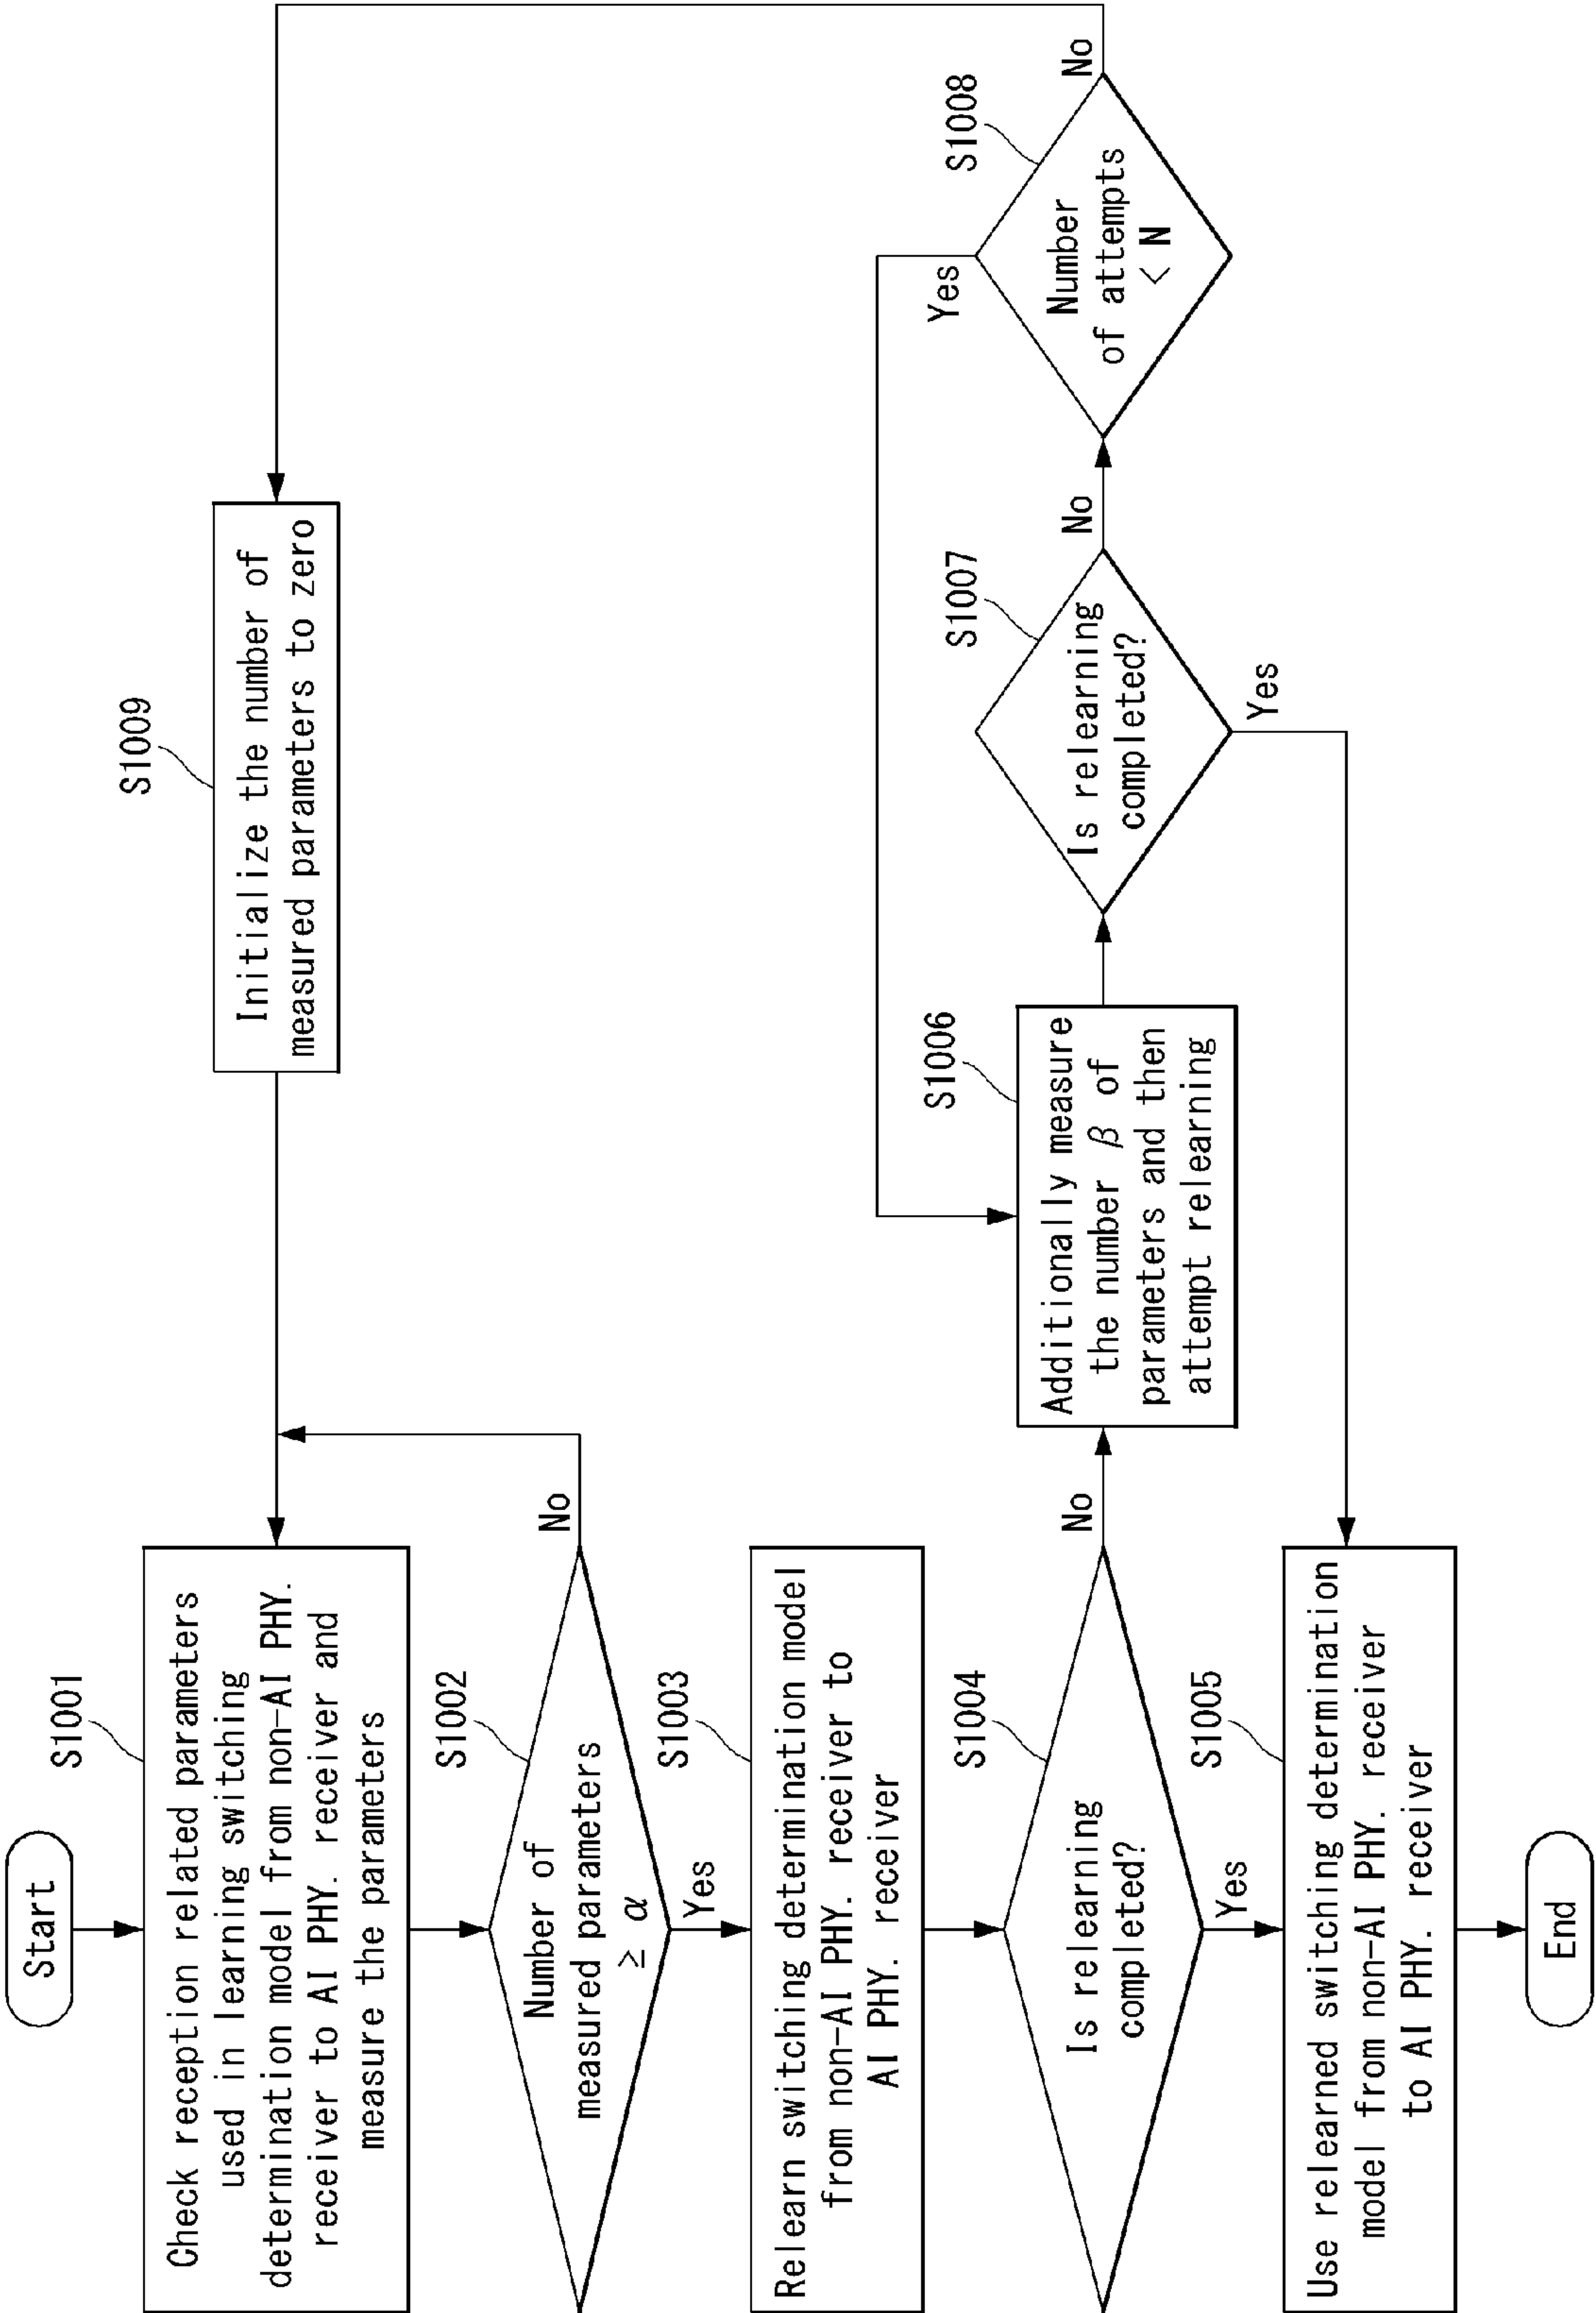 Start
S1001
Check reception related parameters
used in learning switching
determination model from non-AI PHY.
receiver to AI PHY. receiver and
measure the parameters
S1002
Number of
measured parameters
≥ α
No
Yes
S1003
Relearn switching determination model
from non-AI PHY. receiver to
AI PHY. receiver
S1004
Is relearning
completed?
No
Yes
S1005
Use relearned switching determination
model from non-AI PHY. receiver
to AI PHY. receiver
End
S1006
Additionally measure
the number β of
parameters and then
attempt relearning
S1007
Is relearning
completed?
No
Yes
S1008
Number
of attempts
< N
Yes
No
S1009
Initialize the number of
measured parameters to zero